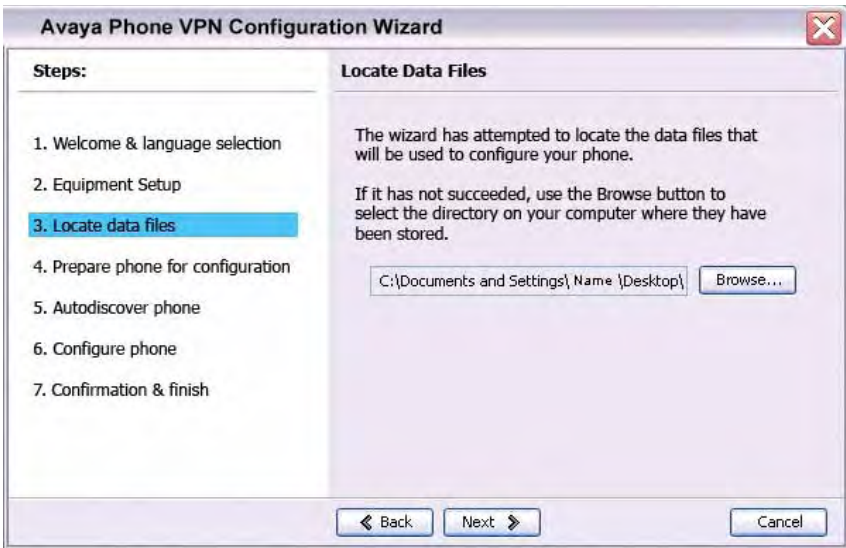 Avaya Phone VPN Configuration Wizard
Steps:
1. Welcome & language selection
2. Equipment Setup
3. Locate data files
4. Prepare phone for configuration
5. Autodiscover phone
6. Configure phone
7. Confirmation & finish
Locate Data Files
The wizard has attempted to locate the data files that
will be used to configure your phone.
If it has not succeeded, use the Browse button to
select the directory on your computer where they have
been stored.
C:\Documents and Settings\ Name \Desktop\
Browse...
Back
Next
Cancel